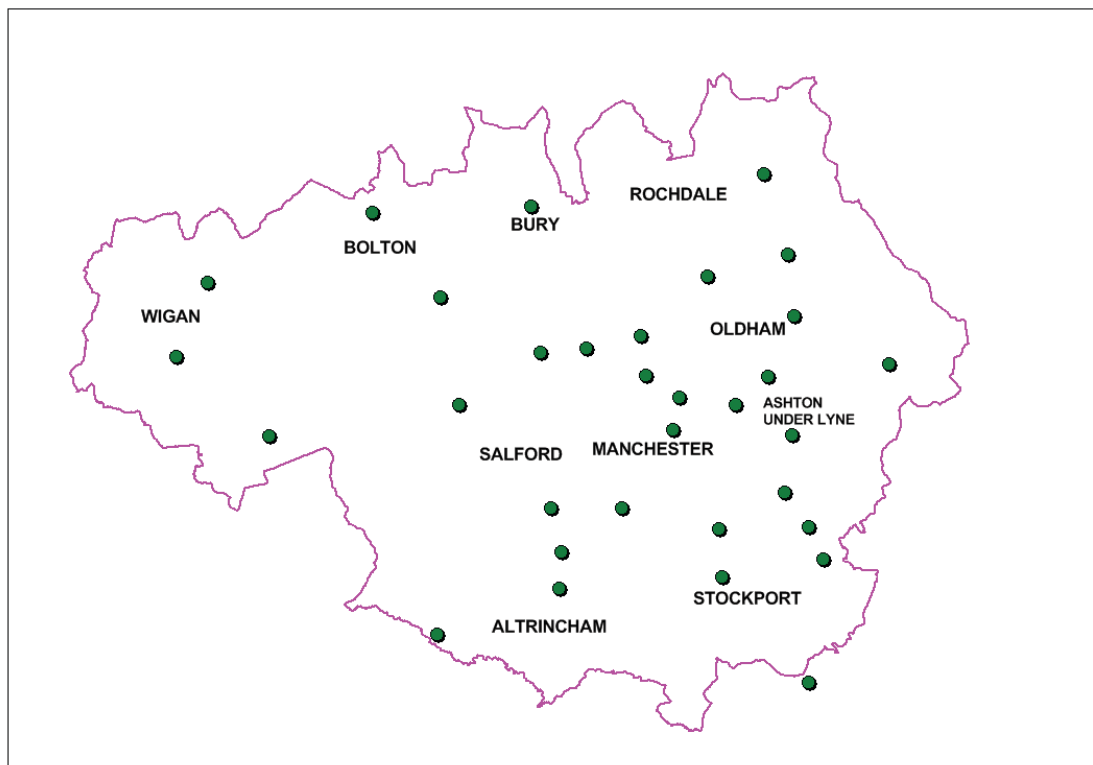 ROCHDALE
BURY
BOLTON
WIGAN
OLDHAM
ASHTON
UNDER LYNE
SALFORD
MANCHESTER
STOCKPORT
ALTRINCHAM